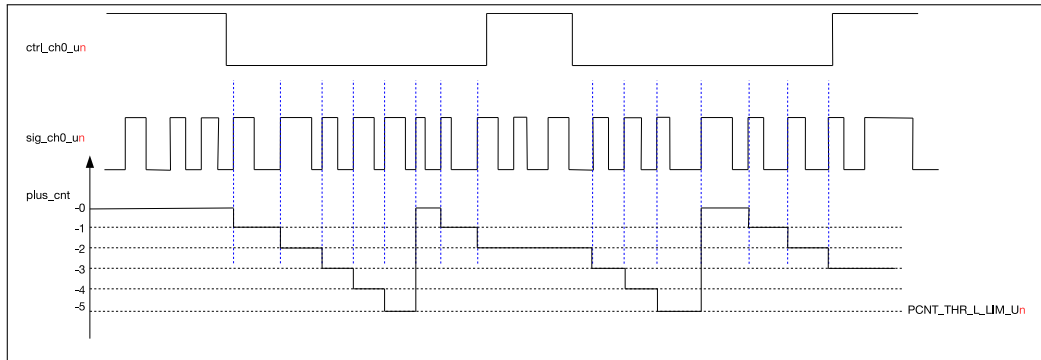 ctrl_ch0_un
sig_ch0_un
plus_cnt
-0
-1
-2
-3
-4
-5
PCNT_THR_L_LIM_Un